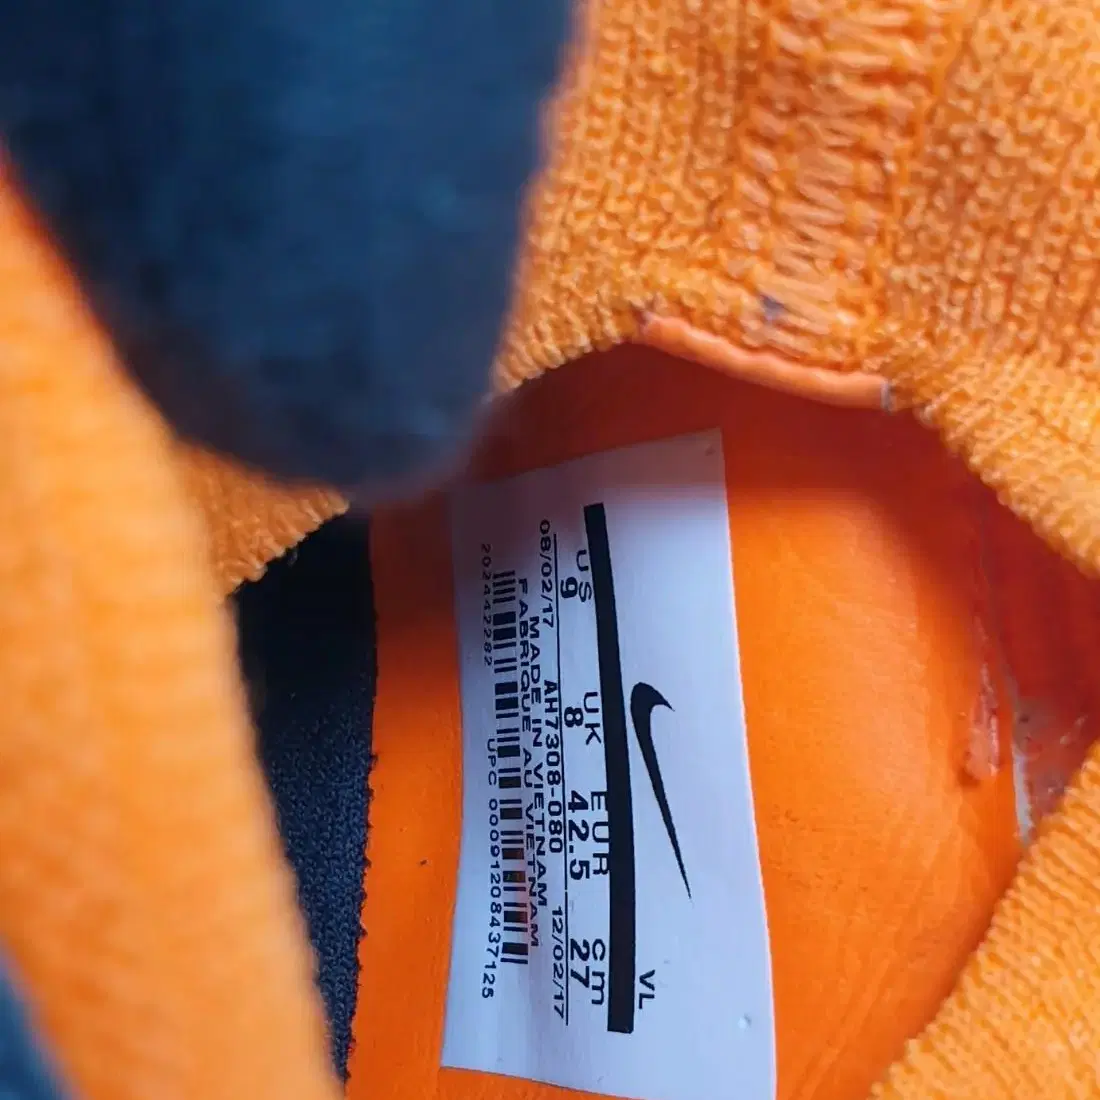 VL
US UK EUR cm
9 8 42.5 27
08/02/17 AH7308-080 12/02/17
MADE IN VIETNAM
FABRIQUE AU VIETNAM
202442282 UPC 00091208437125